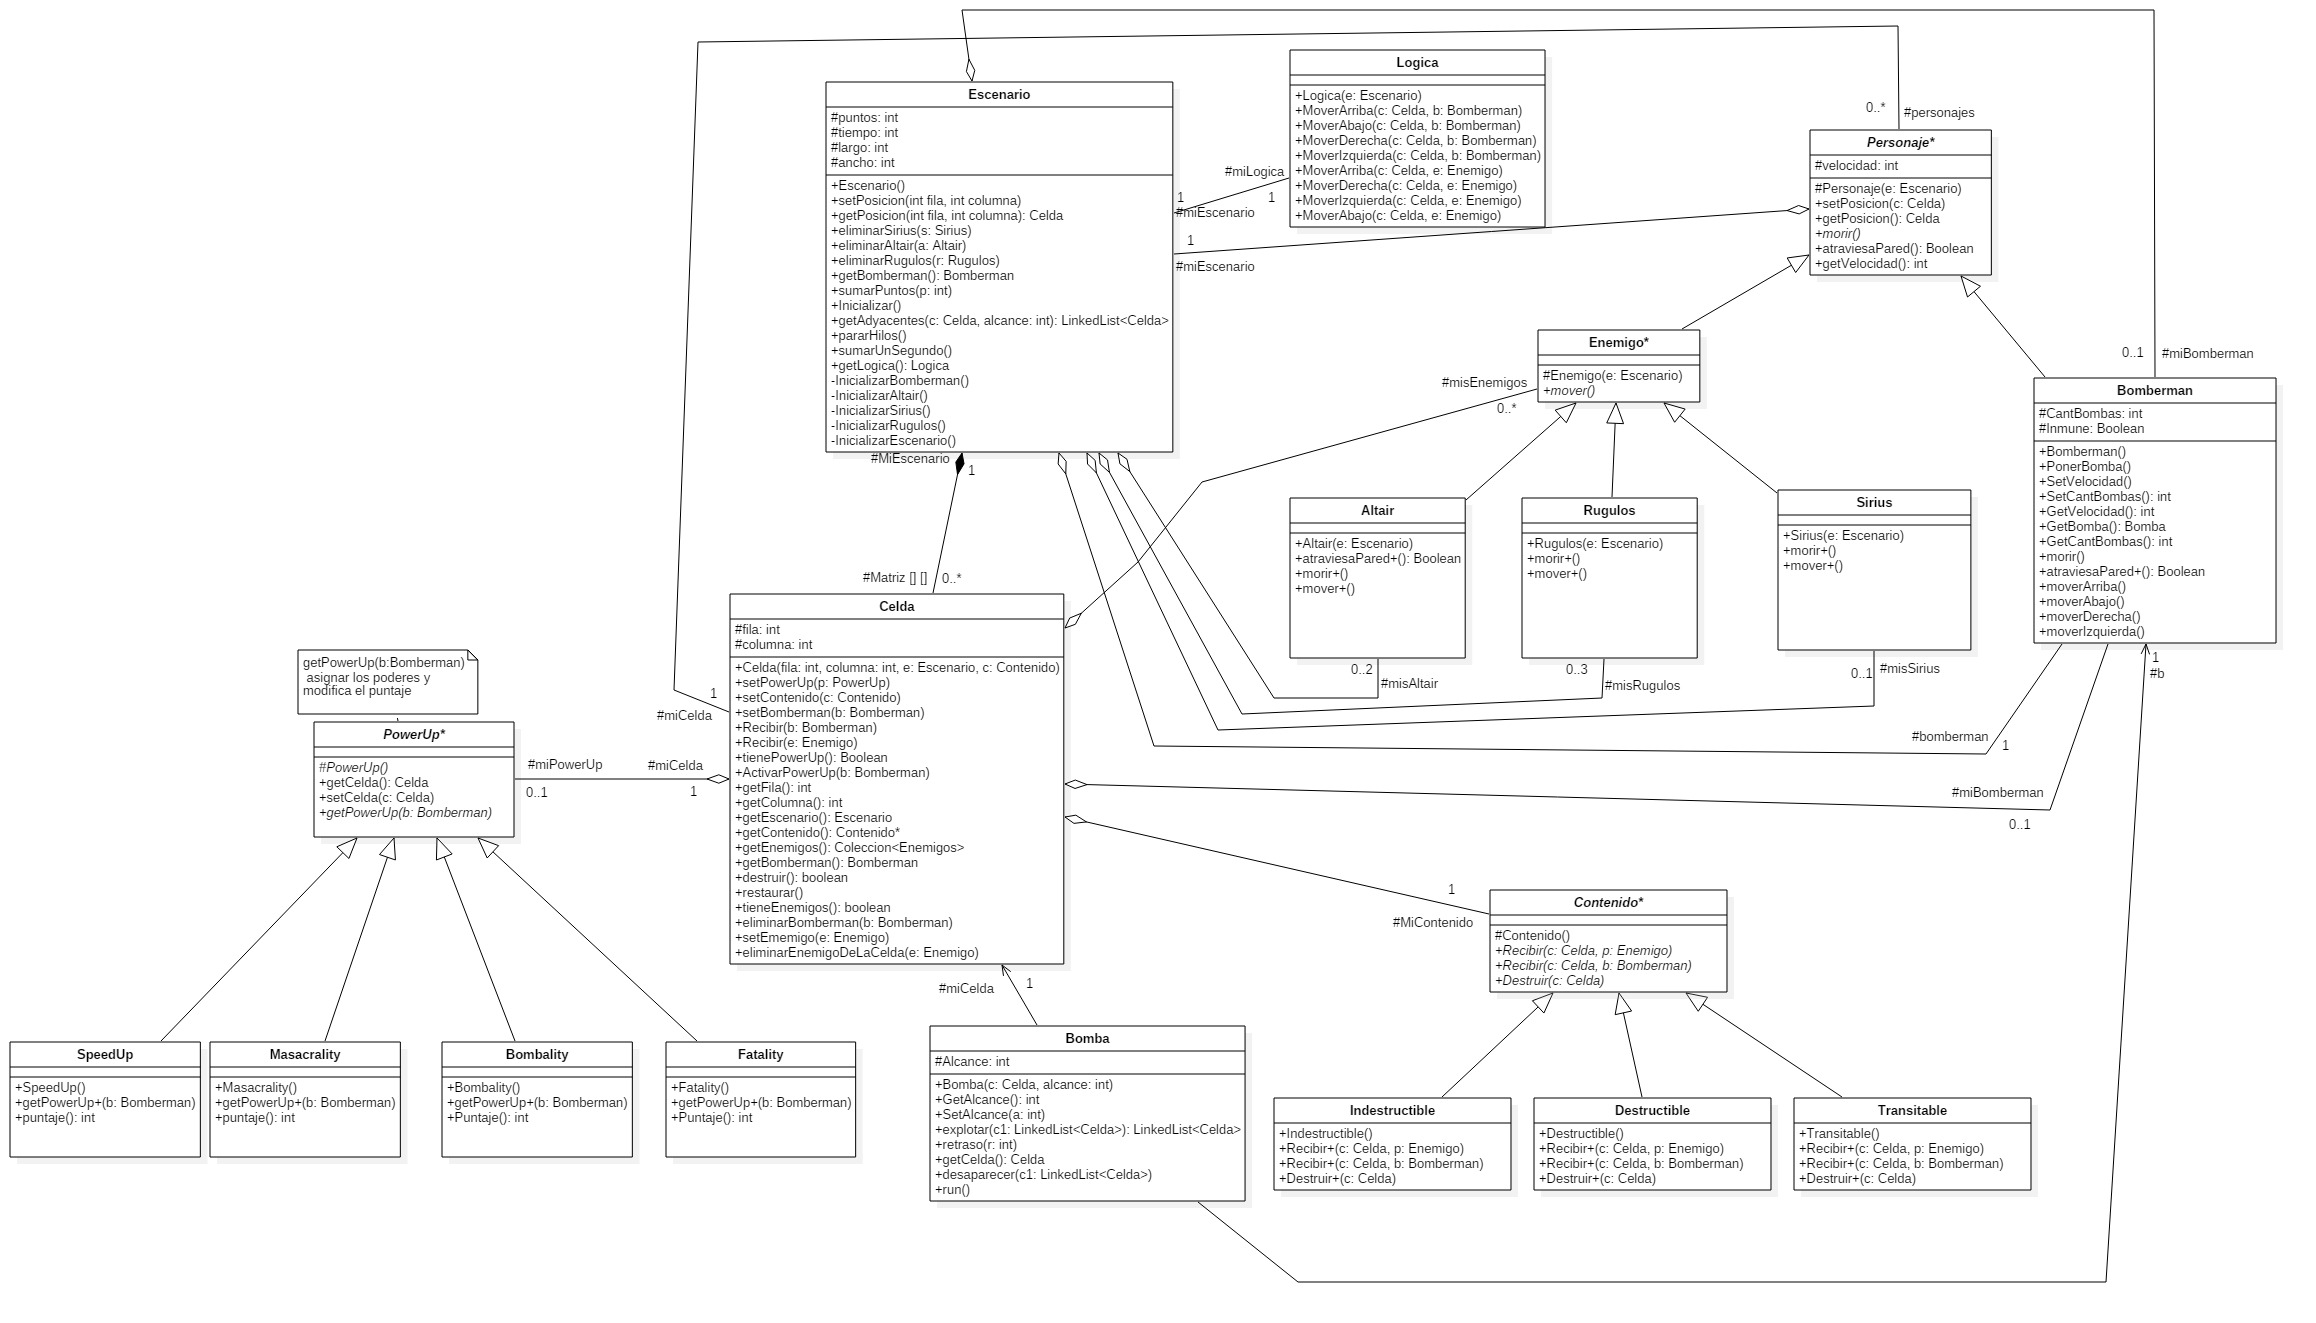 Escenario
#puntos: int
#tiempo: int
#largo: int
#ancho: int
+Escenario()
+setPosicion(int fila, int columna)
+getPosicion(int fila, int columna): Celda
+eliminarSirius(s: Sirius)
+eliminarAltair(a: Altair)
+eliminarRugulos(r: Rugulos)
+getBomberman(): Bomberman
+sumarPuntos(p: int)
+Inicializar()
+getAdyacentes(c: Celda, alcance: int): LinkedList<Celda>
+pararHilos()
+sumarUnSegundo()
+getLogica(): Logica
-InicializarBomberman()
-InicializarAltair()
-InicializarSirius()
-InicializarRugulos()
-InicializarEscenario()
Logica
+Logica(e: Escenario)
+MoverArriba(c: Celda, b: Bomberman)
+MoverAbajo(c: Celda, b: Bomberman)
+MoverDerecha(c: Celda, b: Bomberman)
+MoverIzquierda(c: Celda, b: Bomberman)
+MoverArriba(c: Celda, e: Enemigo)
+MoverDerecha(c: Celda, e: Enemigo)
+MoverIzquierda(c: Celda, e: Enemigo)
+MoverAbajo(c: Celda, e: Enemigo)
#miLogica
1
1
#miEscenario
1
#miEscenario
0..*
#personajes
Personaje*
#velocidad: int
#Personaje(e: Escenario)
+setPosicion(c: Celda)
+getPosicion(): Celda
+morir()
+atraviesaPared(): Boolean
+getVelocidad(): int
Enemigo*
#Enemigo(e: Escenario)
+mover()
#misEnemigos
0..*
0..1
#miBomberman
Bomberman
#CantBombas: int
#Inmune: Boolean
+Bomberman()
+PonerBomba()
+SetVelocidad()
+SetCantBombas(): int
+GetVelocidad(): int
+GetBomba(): Bomba
+GetCantBombas(): int
+morir()
+atraviesaPared+(): Boolean
+moverArriba()
+moverAbajo()
+moverDerecha()
+moverIzquierda()
Altair
+Altair(e: Escenario)
+atraviesaPared+(): Boolean
+morir+()
+mover+()
Rugulos
+Rugulos(e: Escenario)
+morir+()
+mover+()
Sirius
+Sirius(e: Escenario)
+morir+()
+mover+()
0..2
#misAltair
0..3
#misRugulos
0..1
#misSirius
1
#b
#bomberman
1
#miBomberman
0..1
#MiEscenario
1
#Matriz [] []
0..*
Celda
#fila: int
#columna: int
+Celda(fila: int, columna: int, e: Escenario, c: Contenido)
+setPowerUp(p: PowerUp)
+setContenido(c: Contenido)
+setBomberman(b: Bomberman)
+Recibir(b: Bomberman)
+Recibir(e: Enemigo)
+tienePowerUp(): Boolean
+ActivarPowerUp(b: Bomberman)
+getFila(): int
+getColumna(): int
+getEscenario(): Escenario
+getContenido(): Contenido*
+getEnemigos(): Coleccion<Enemigos>
+getBomberman(): Bomberman
+destruir(): boolean
+restaurar()
+tieneEnemigos(): boolean
+eliminarBomberman(b: Bomberman)
+setEmemigo(e: Enemigo)
+eliminarEnemigoDeLaCelda(e: Enemigo)
1
#miCelda
getPowerUp(b:Bomberman)
asignar los poderes y
modifica el puntaje
PowerUp*
#PowerUp()
+getCelda(): Celda
+setCelda(c: Celda)
+getPowerUp(b: Bomberman)
#miPowerUp
#miCelda
0..1
1
1
#MiContenido
Contenido*
#Contenido()
+Recibir(c: Celda, p: Enemigo)
+Recibir(c: Celda, b: Bomberman)
+Destruir(c: Celda)
#miCelda
1
SpeedUp
+SpeedUp()
+getPowerUp+(b: Bomberman)
+puntaje(): int
Masacrality
+Masacrality()
+getPowerUp+(b: Bomberman)
+puntaje(): int
Bombality
+Bombality()
+getPowerUp+(b: Bomberman)
+Puntaje(): int
Fatality
+Fatality()
+getPowerUp+(b: Bomberman)
+Puntaje(): int
Bomba
#Alcance: int
+Bomba(c: Celda, alcance: int)
+GetAlcance(): int
+SetAlcance(a: int)
+explotar(c1: LinkedList<Celda>): LinkedList<Celda>
+retraso(r: int)
+getCelda(): Celda
+desaparecer(c1: LinkedList<Celda>)
+run()
Indestructible
+Indestructible()
+Recibir+(c: Celda, p: Enemigo)
+Recibir+(c: Celda, b: Bomberman)
+Destruir+(c: Celda)
Destructible
+Destructible()
+Recibir+(c: Celda, p: Enemigo)
+Recibir+(c: Celda, b: Bomberman)
+Destruir+(c: Celda)
Transitable
+Transitable()
+Recibir+(c: Celda, p: Enemigo)
+Recibir+(c: Celda, b: Bomberman)
+Destruir+(c: Celda)